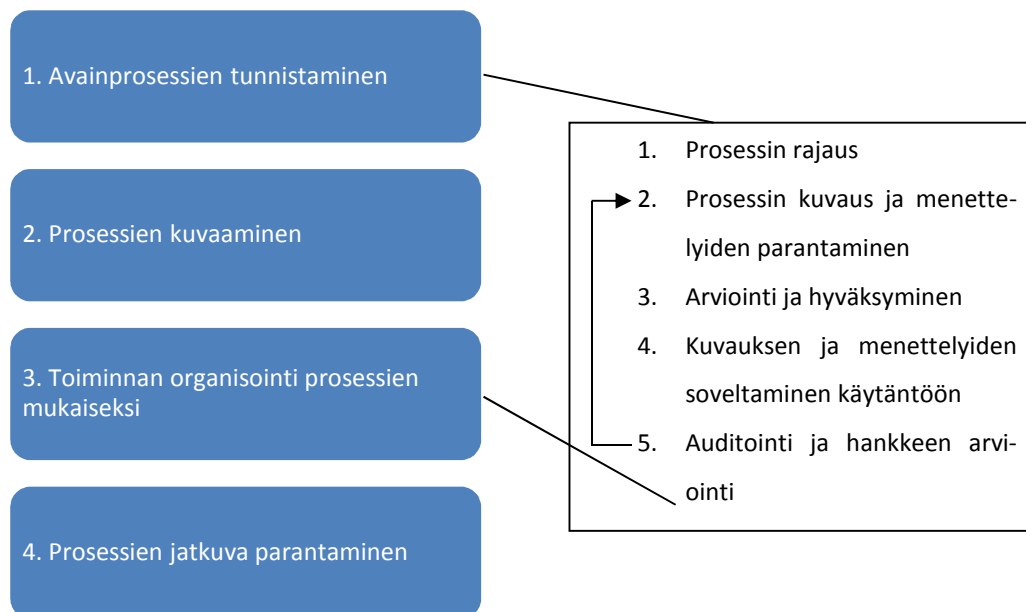 1. Avainprosessien tunnistaminen
2. Prosessien kuvaaminen
3. Toiminnan organisointi prosessien
mukaiseksi
4. Prosessien jatkuva parantaminen
1. Prosessin rajaus
2. Prosessin kuvaus ja menette-
lyiden parantaminen
3. Arviointi ja hyväksyminen
4. Kuvauksen ja menettelyiden
soveltaminen käytäntöön
5. Auditointi ja hankkeen arvi-
ointi